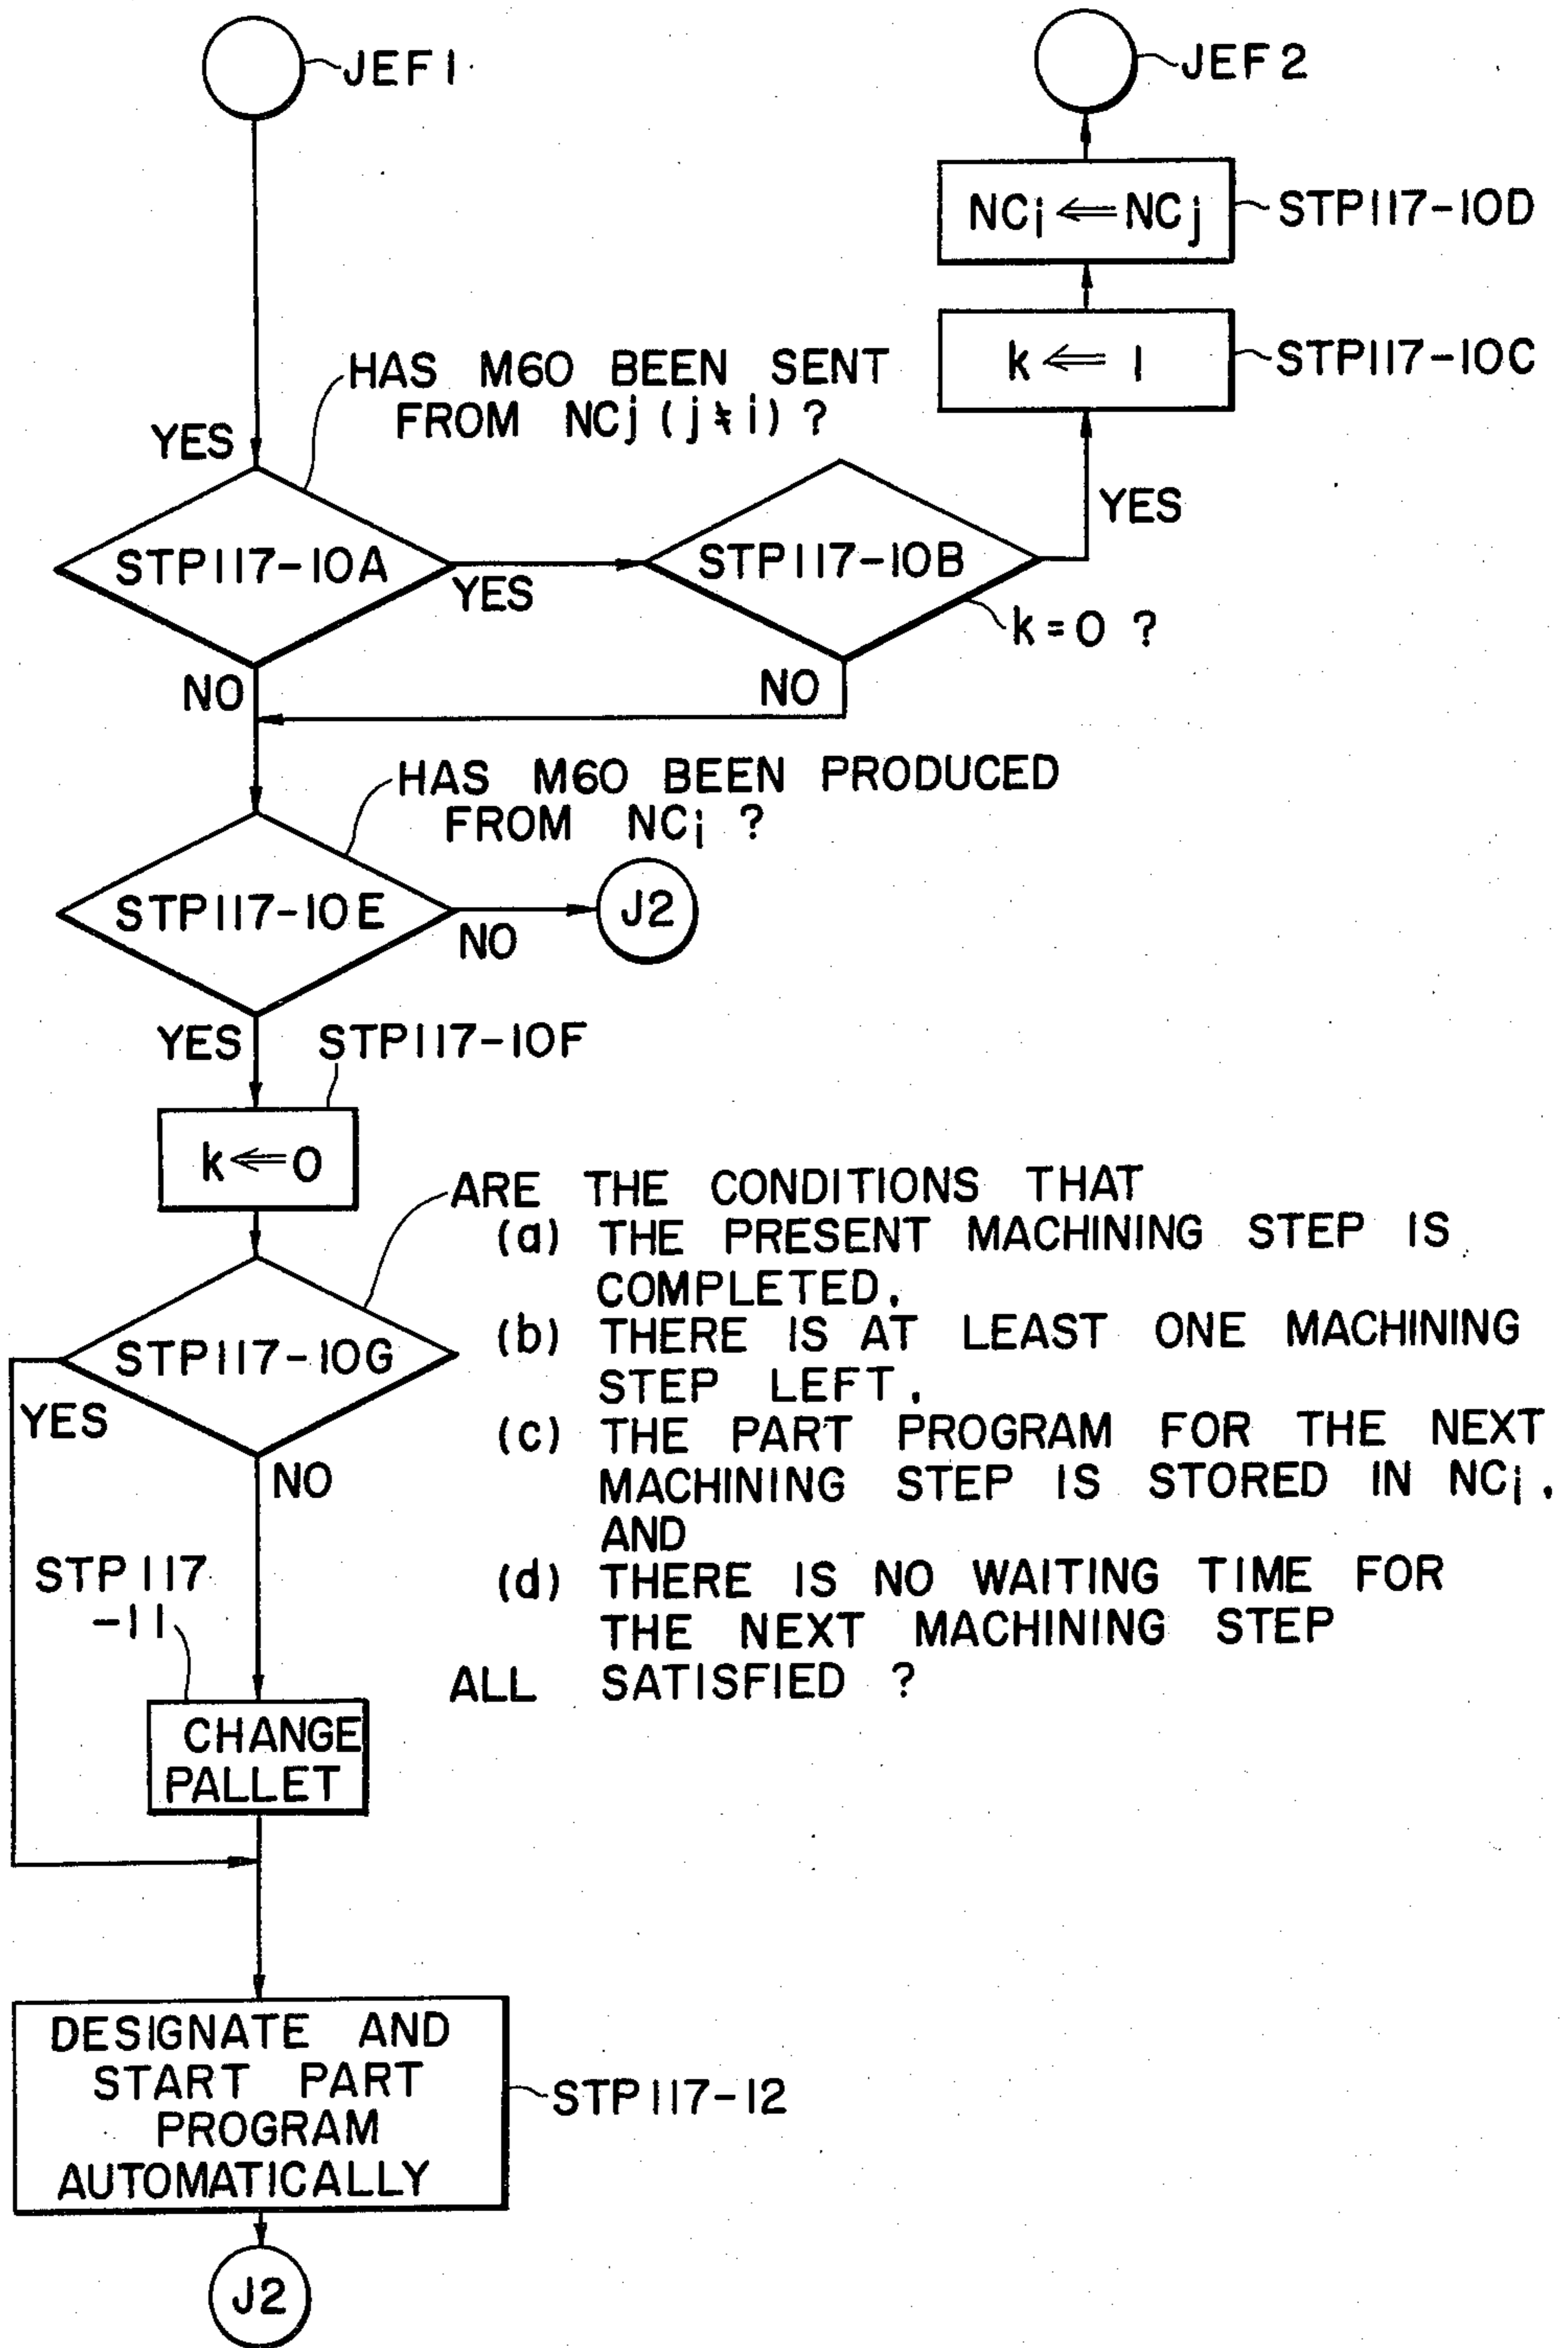 JEF1
JEF2
NCi ⇐ NCj
STP117-10D
k ⇐ 1
STP117-10C
HAS M60 BEEN SENT
FROM NCj (j≠i) ?
YES
STP117-10A
YES
STP117-10B
YES
k=0 ?
NO
NO
HAS M60 BEEN PRODUCED
FROM NCi ?
STP117-10E
NO
J2
YES
STP117-10F
k⇐0
ARE THE CONDITIONS THAT
(a) THE PRESENT MACHINING STEP IS
COMPLETED,
(b) THERE IS AT LEAST ONE MACHINING
STEP LEFT,
(c) THE PART PROGRAM FOR THE NEXT
MACHINING STEP IS STORED IN NCi,
AND
(d) THERE IS NO WAITING TIME FOR
THE NEXT MACHINING STEP
ALL SATISFIED ?
STP117-10G
YES
NO
STP117
-11
CHANGE
PALLET
DESIGNATE AND
START PART
PROGRAM
AUTOMATICALLY
STP117-12
J2